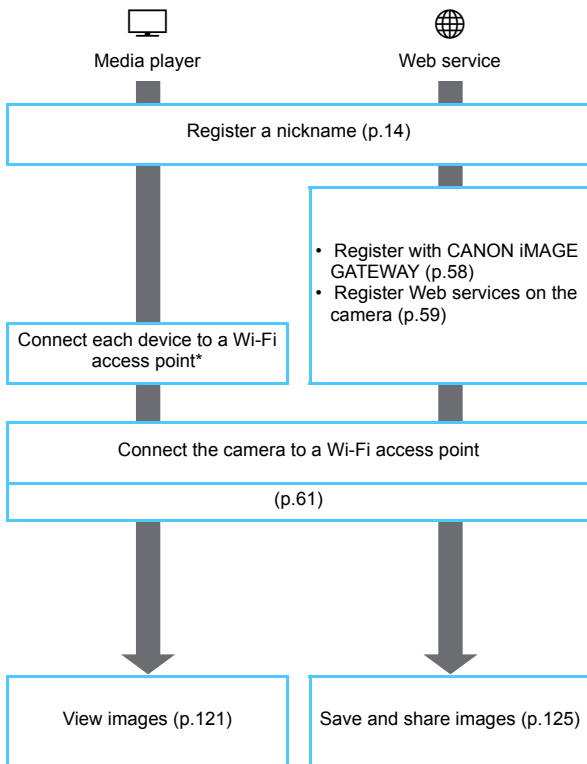 Media player
Web service
Register a nickname (p.14)
• Register with CANON iMAGE
GATEWAY (p.58)
• Register Web services on the
camera (p.59)
Connect each device to a Wi-Fi
access point*
Connect the camera to a Wi-Fi access point
(p.61)
View images (p.121)
Save and share images (p.125)